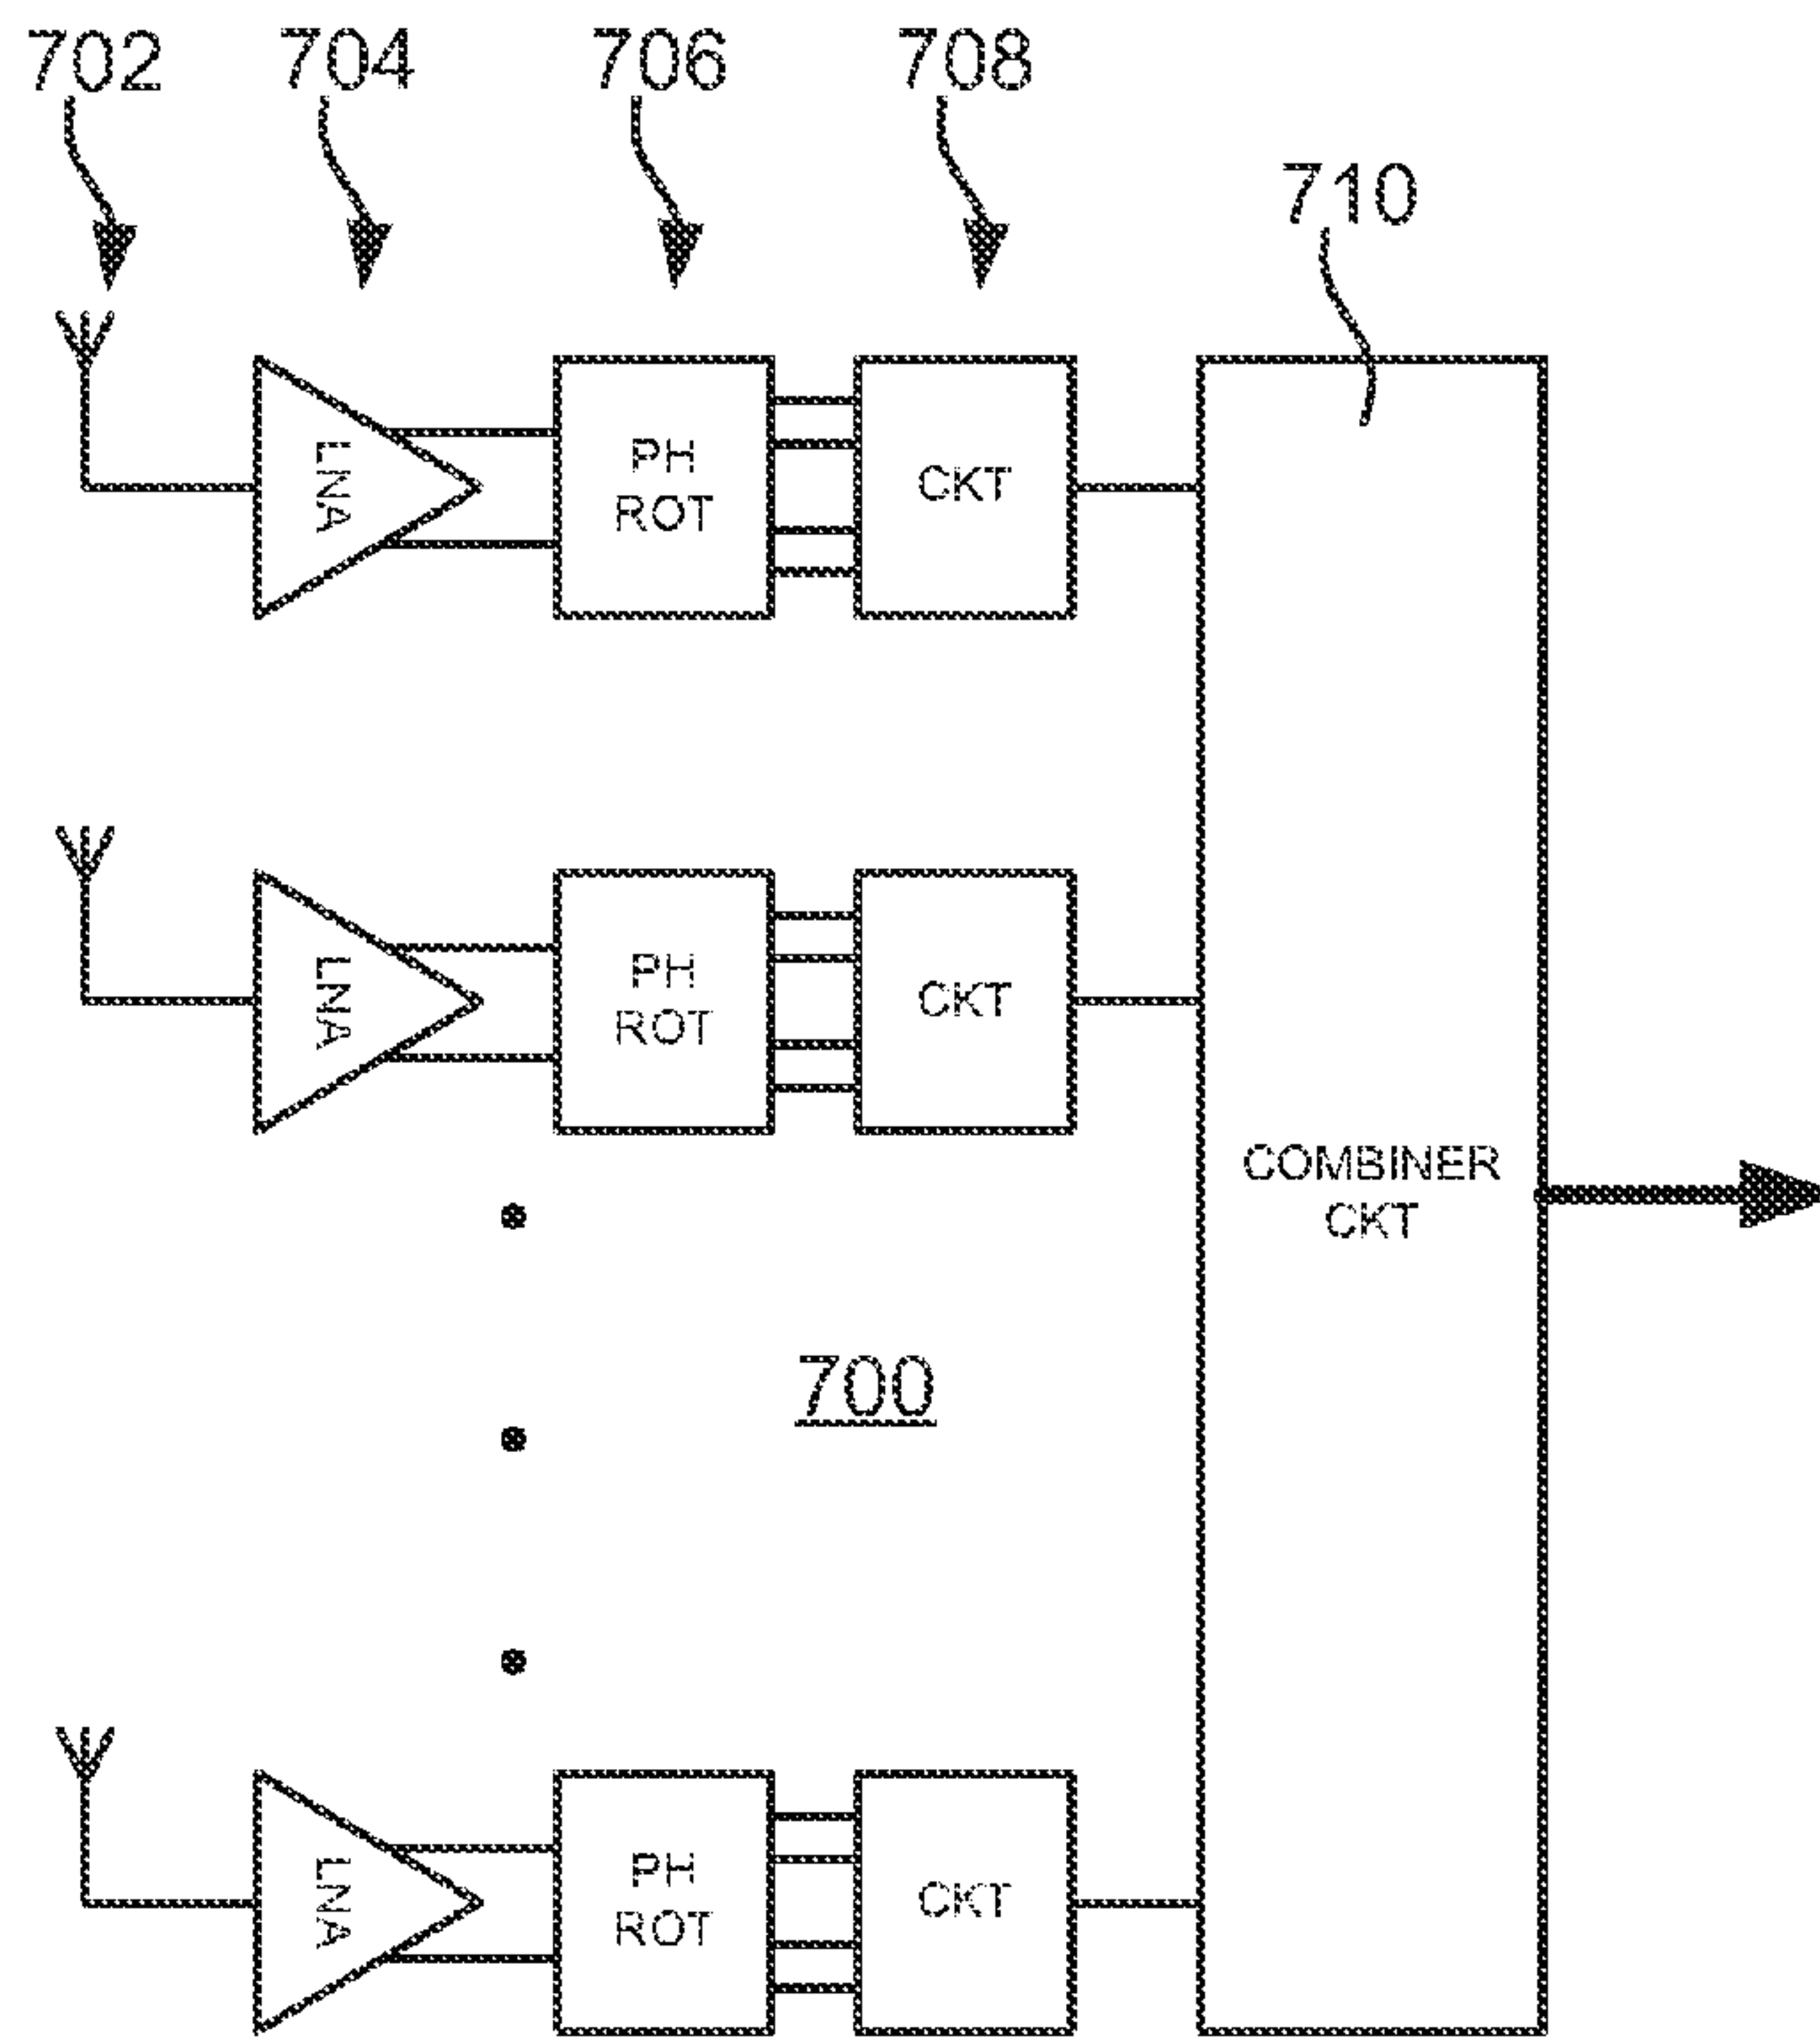 702
704
706
708
710
LNA
PH
ROT
CKT
LNA
PH
ROT
CKT
COMBINER
CKT
700
LNA
PH
ROT
CKT